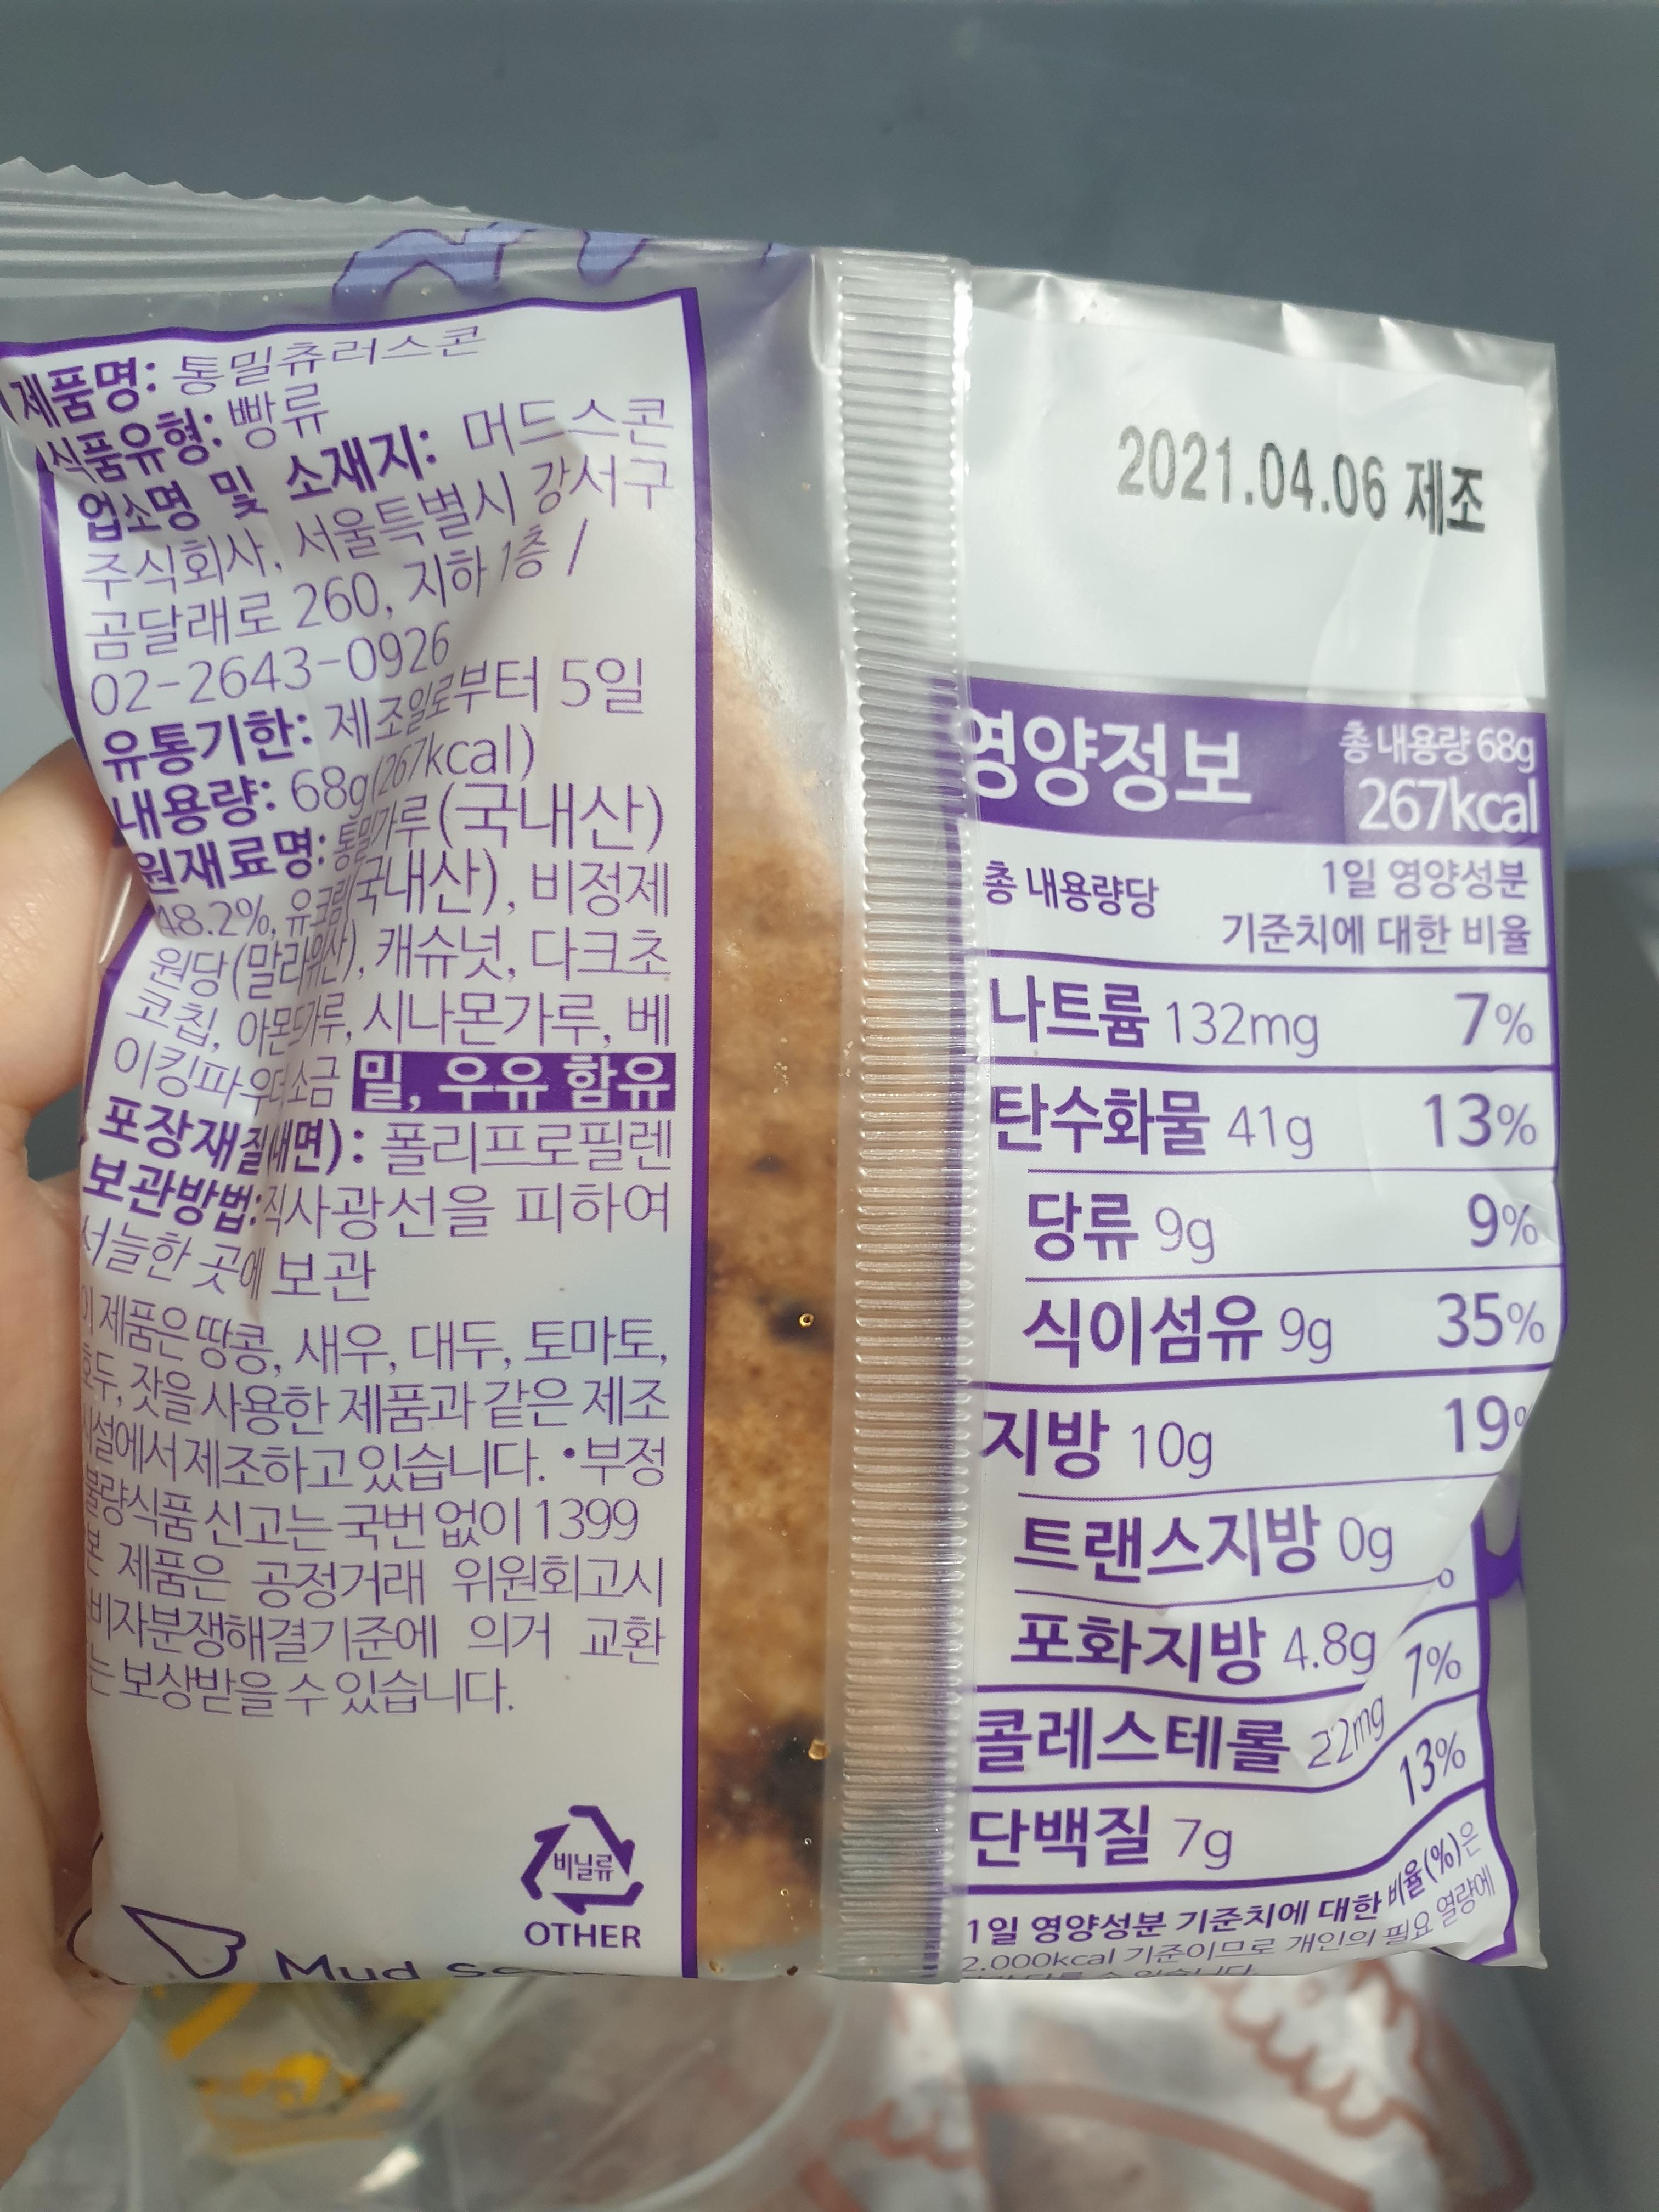 제품명: 통밀츄러스콘
식품유형: 빵류
업소명 및 소재지: 머드스콘
주식회사, 서울특별시 강서구
곰달래로 260, 지하 1층 /
02-2643-0926
유통기한: 제조일로부터 5일
내용량: 68g(267kcal)
원재료명: 통밀가루(국내산)
48.2%, 유크림(국내산), 비정제
원당(말라위산), 캐슈넛, 다크초
코칩, 아몬드가루, 시나몬가루, 베
이킹파우더, 소금 밀, 우유 함유
포장재질(내면): 폴리프로필렌
보관방법: 직사광선을 피하여
서늘한 곳에 보관
이 제품은 땅콩, 새우, 대두, 토마토,
호두, 잣을 사용한 제품과 같은 제조
시설에서 제조하고 있습니다. •부정
불량식품 신고는 국번 없이 1399
본 제품은 공정거래 위원회고시
비자분쟁해결기준에 의거 교환
는 보상받을 수 있습니다.
비닐류
OTHER
Mud
2021.04.06 제조
영양정보 총 내용량 68g
267kcal
총 내용량당 1일 영양성분
기준치에 대한 비율
나트륨 132mg 7%
탄수화물 41g 13%
당류 9g 9%
식이섬유 9g 35%
지방 10g 19%
트랜스지방 0g
포화지방 4.8g
콜레스테롤 22mg 7%
단백질 7g 13%
1일 영양성분 기준치에 대한 비율(%)은
2,000kcal 기준이므로 개인의 필요 열량에